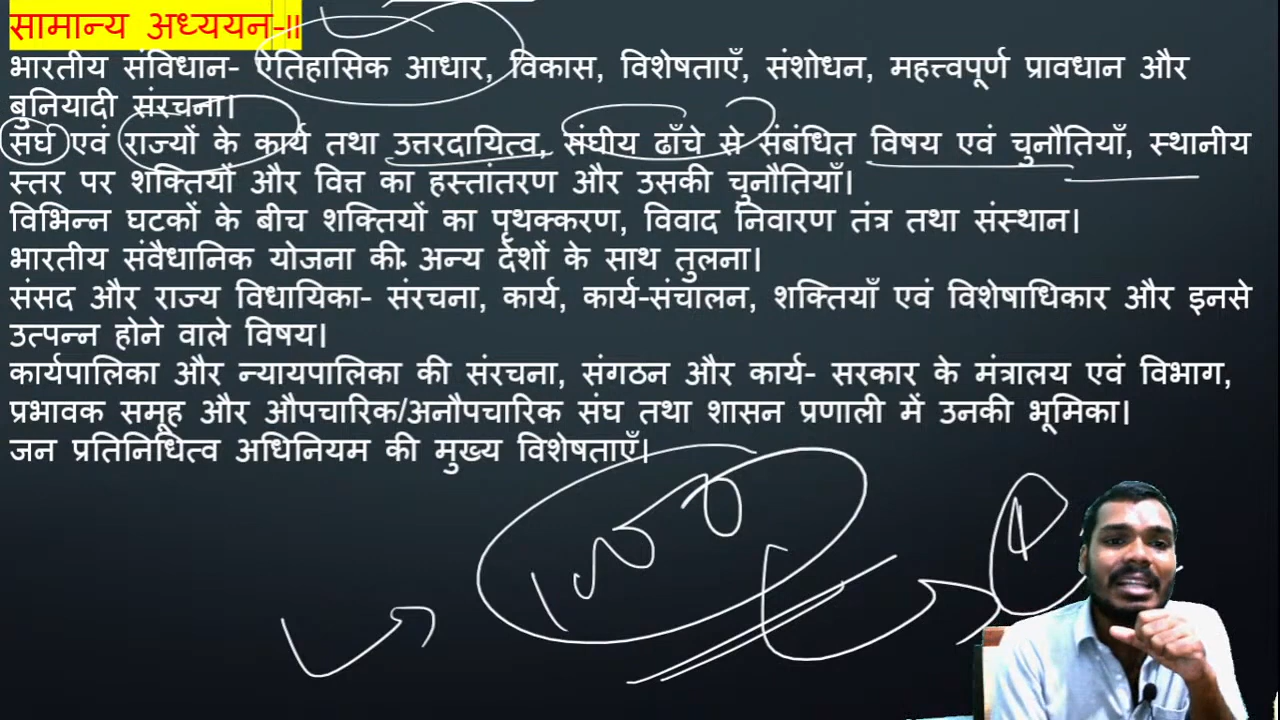 सामान्य अध्ययन-II
भारतीय संविधान- ऐतिहासिक आधार, विकास, विशेषताएँ, संशोधन, महत्त्वपूर्ण प्रावधान और
बुनियादी संरचना।
संघ एवं राज्यों के कार्य तथा उत्तरदायित्व, संघीय ढाँचे से संबंधित विषय एवं चुनौतियाँ, स्थानीय
स्तर पर शक्तियों और वित्त का हस्तांतरण और उसकी चुनौतियाँ।
विभिन्न घटकों के बीच शक्तियों का पृथक्करण, विवाद निवारण तंत्र तथा संस्थान।
भारतीय संवैधानिक योजना की अन्य देशों के साथ तुलना।
संसद और राज्य विधायिका- संरचना, कार्य, कार्य-संचालन, शक्तियाँ एवं विशेषाधिकार और इनसे
उत्पन्न होने वाले विषय।
कार्यपालिका और न्यायपालिका की संरचना, संगठन और कार्य- सरकार के मंत्रालय एवं विभाग,
प्रभावक समूह और औपचारिक/अनौपचारिक संघ तथा शासन प्रणाली में उनकी भूमिका।
जन प्रतिनिधित्व अधिनियम की मुख्य विशेषताएँ।